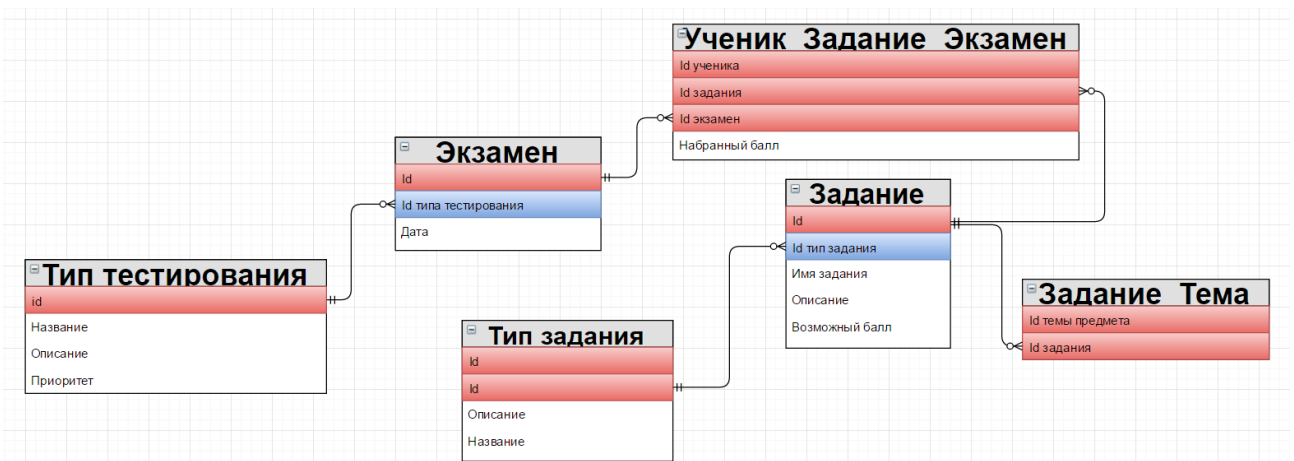 Ученик Задание Экзамен
Id ученика
Id задания
Id экзамен
Набранный балл
Экзамен
Id
Id типа тестирования
Дата
Задание
Id
Id тип задания
Имя задания
Описание
Возможный балл
Тип тестирования
id
Название
Описание
Приоритет
Задание Тема
Id темы предмета
Id задания
Тип задания
Id
Id
Описание
Название